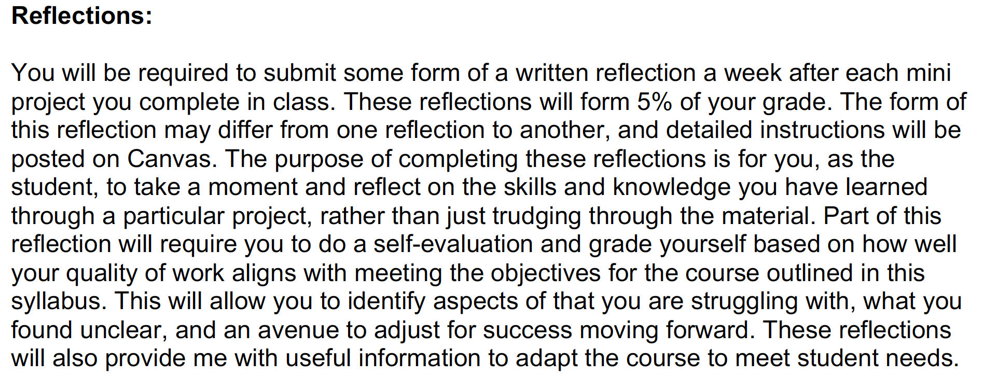 Reflections:
You will be required to submit some form of a written reflection a week after each mini
project you complete in class. These reflections will form 5% of your grade. The form of
this reflection may differ from one reflection to another, and detailed instructions will be
posted on Canvas. The purpose of completing these reflections is for you, as the
student, to take a moment and reflect on the skills and knowledge you have learned
through a particular project, rather than just trudging through the material. Part of this
reflection will require you to do a self-evaluation and grade yourself based on how well
your quality of work aligns with meeting the objectives for the course outlined in this
syllabus. This will allow you to identify aspects of that you are struggling with, what you
found unclear, and an avenue to adjust for success moving forward. These reflections
will also provide me with useful information to adapt the course to meet student needs.